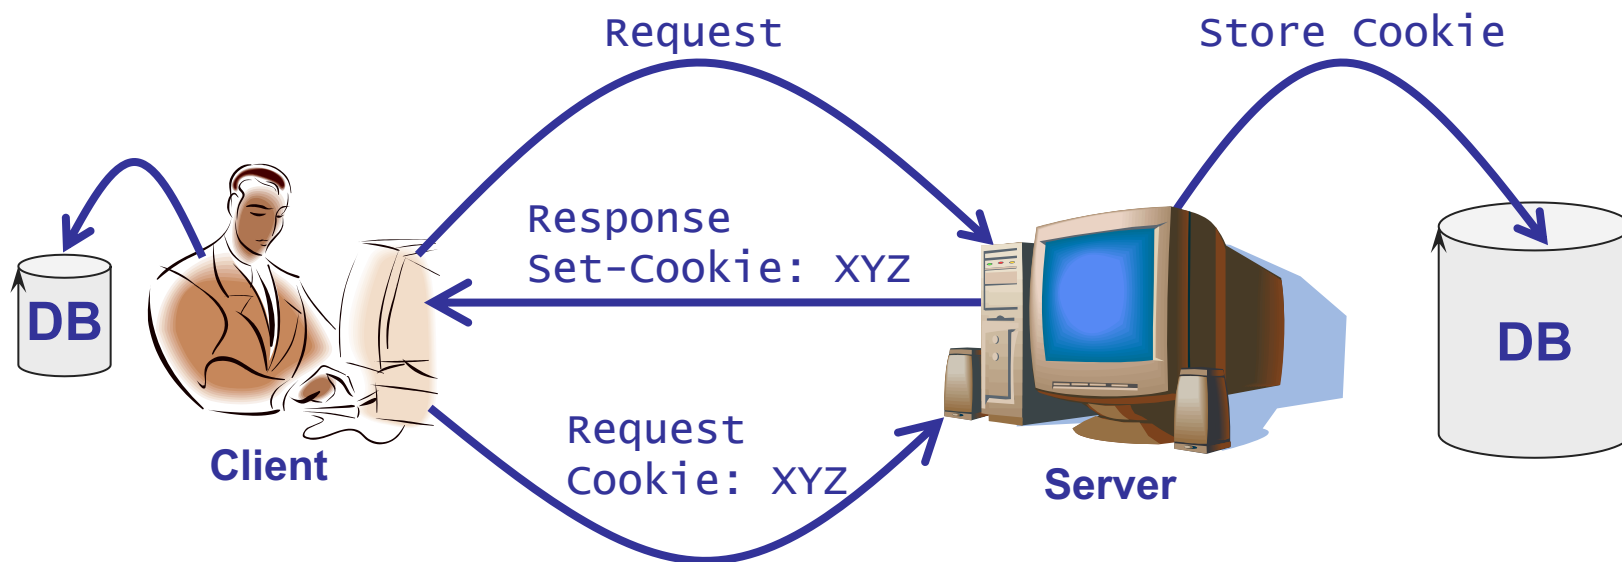 Request
Store Cookie
Response
Set-Cookie: XYZ
DB
DB
Request
Cookie: XYZ
Client
Server